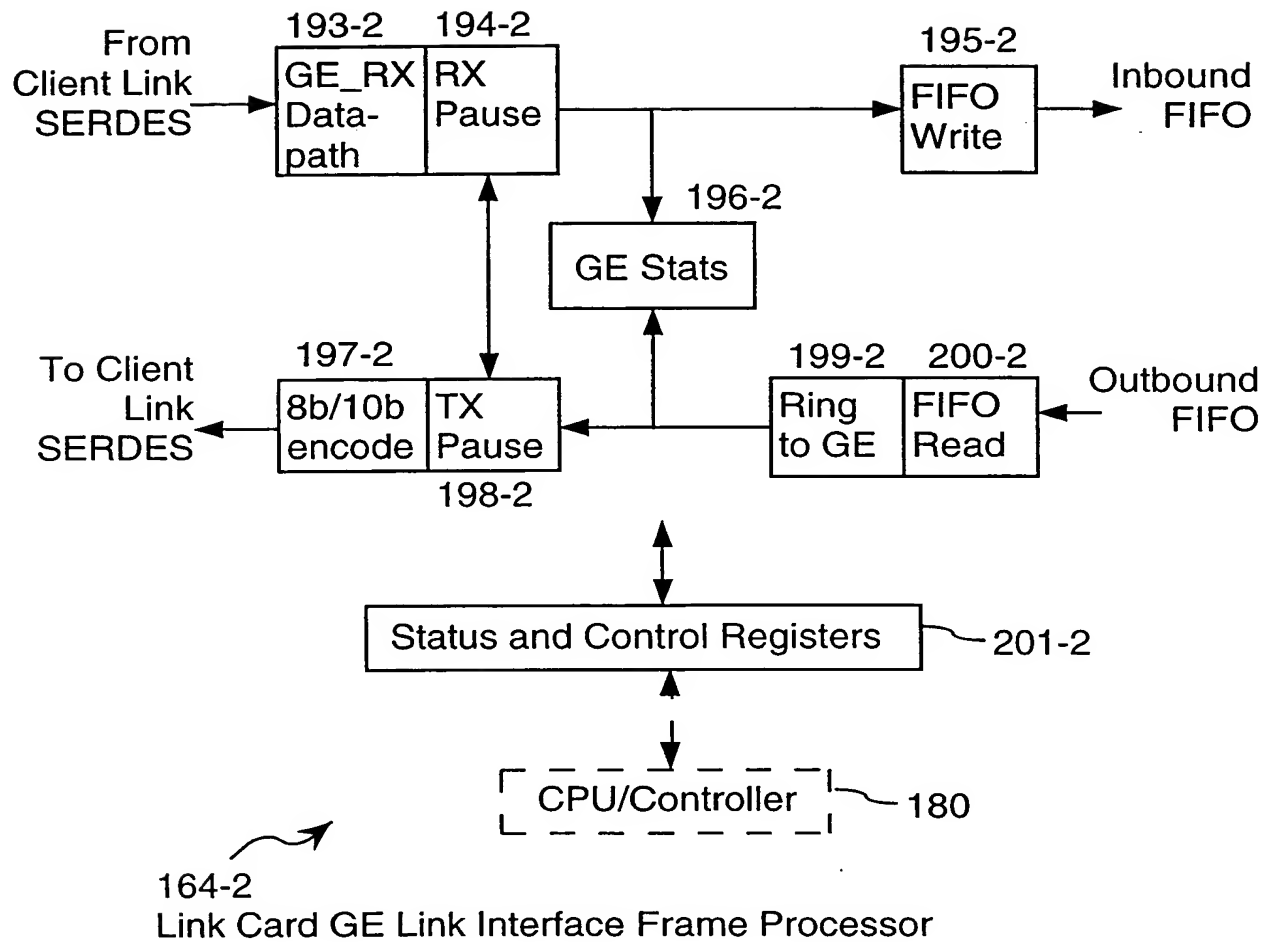 From
Client Link
SERDES
193-2
GE_RX
Data-
path
194-2
RX
Pause
195-2
FIFO
Write
Inbound
FIFO
196-2
GE Stats
To Client
Link
SERDES
197-2
8b/10b
encode
TX
Pause
198-2
199-2
Ring
to GE
200-2
FIFO
Read
Outbound
FIFO
Status and Control Registers
201-2
CPU/Controller
180
164-2
Link Card GE Link Interface Frame Processor